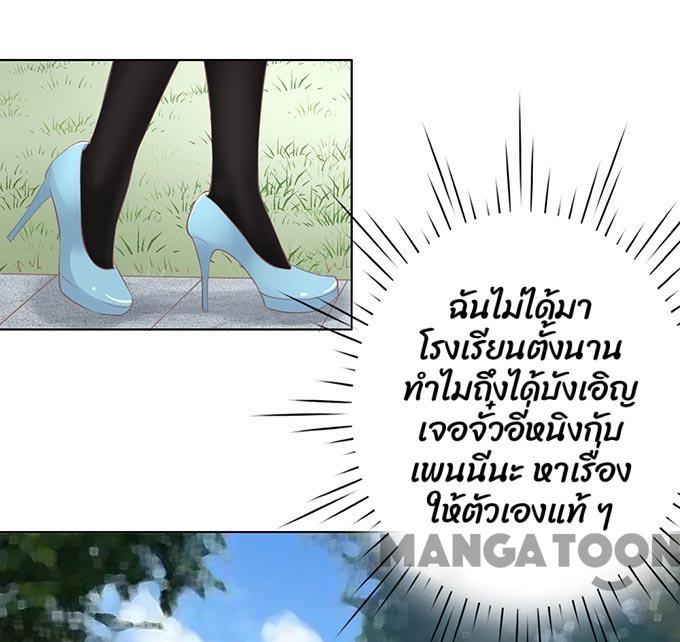 ฉันไม่ได้มา
โรงเรียนตั้งนาน
ทำไมถึงได้บังเอิญ
เจอจั๋วอี่หนิงกับ
เพนนีนะ หาเรื่อง
ให้ตัวเองแท้ ๆ
MANGATOON